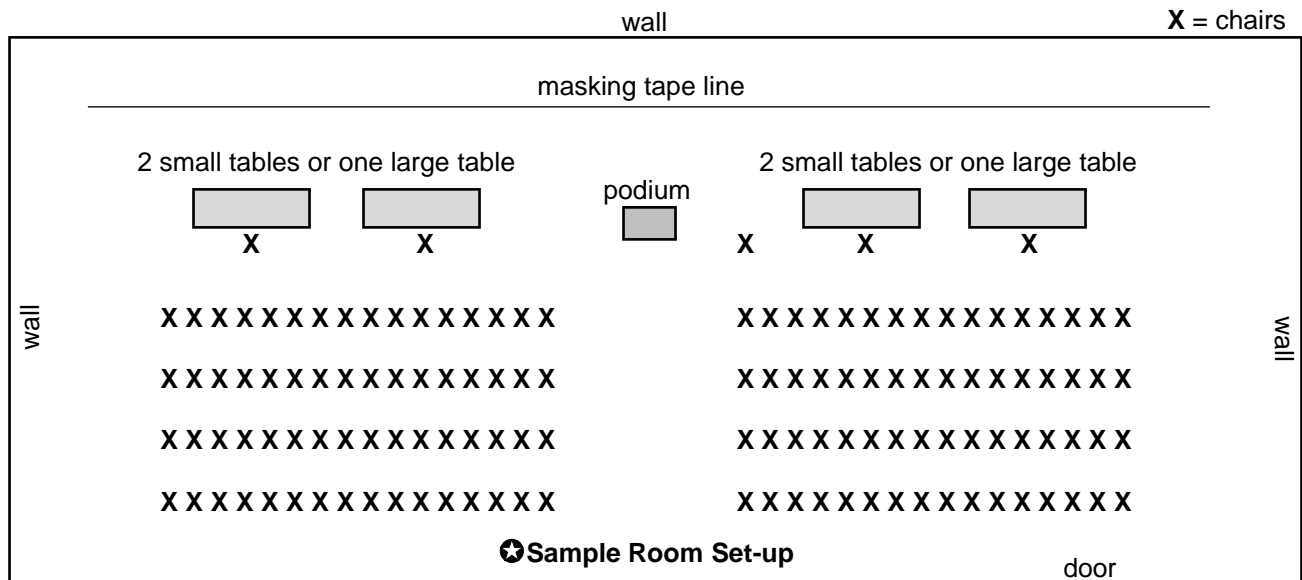 wall
X = chairs
masking tape line
2 small tables or one large table
2 small tables or one large table
podium
X X X X X
wall
X X X X X X X X X X X X X X X X X X X X X X X X X X X X X X X X
wall
X X X X X X X X X X X X X X X X X X X X X X X X X X X X X X X X
X X X X X X X X X X X X X X X X X X X X X X X X X X X X X X X X
X X X X X X X X X X X X X X X X X X X X X X X X X X X X X X X X
✪Sample Room Set-up
door